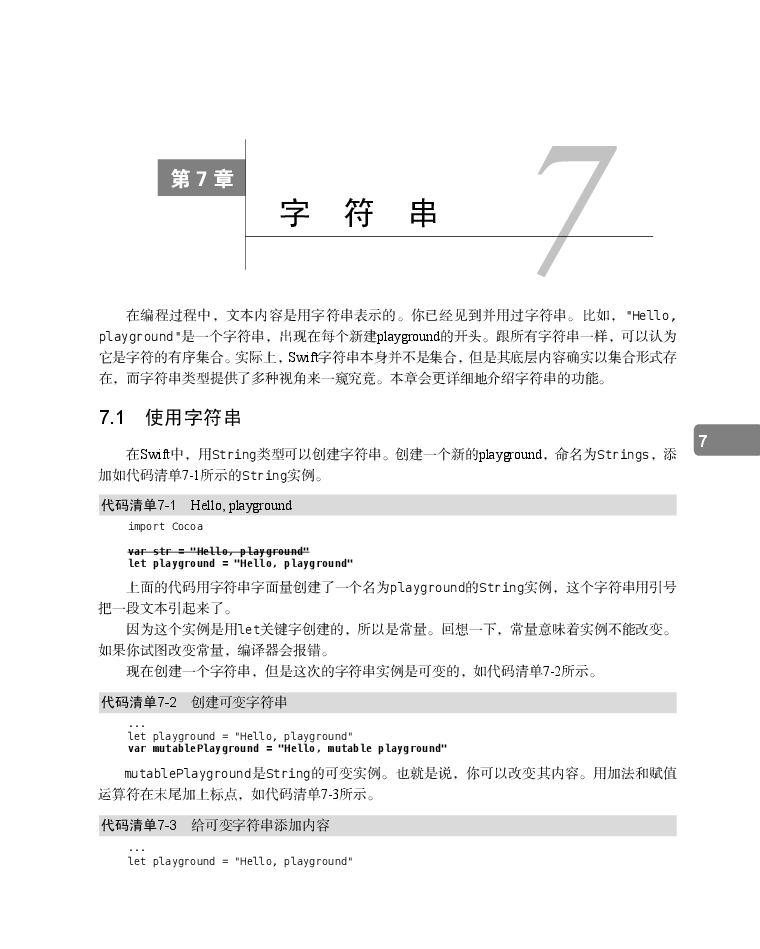 第 7 章
字 符 串
7
在编程过程中，文本内容是用字符串表示的。你已经见到并用过字符串。比如，"Hello,
playground"是一个字符串，出现在每个新建playground的开头。跟所有字符串一样，可以认为
它是字符的有序集合。实际上，Swift字符串本身并不是集合，但是其底层内容确实以集合形式存
在，而字符串类型提供了多种视角来一窥究竟。本章会更详细地介绍字符串的功能。
7.1 使用字符串
7
在Swift中，用String类型可以创建字符串。创建一个新的playground，命名为Strings，添
加如代码清单7-1所示的String实例。
代码清单7-1 Hello, playground
import Cocoa
var str = "Hello, playground"
let playground = "Hello, playground"
上面的代码用字符串字面量创建了一个名为playground的String实例，这个字符串用引号
把一段文本引起来了。
因为这个实例是用let关键字创建的，所以是常量。回想一下，常量意味着实例不能改变。
如果你试图改变常量，编译器会报错。
现在创建一个字符串，但是这次的字符串实例是可变的，如代码清单7-2所示。
代码清单7-2 创建可变字符串
...
let playground = "Hello, playground"
var mutablePlayground = "Hello, mutable playground"
mutablePlayground是String的可变实例。也就是说，你可以改变其内容。用加法和赋值
运算符在末尾加上标点，如代码清单7-3所示。
代码清单7-3 给可变字符串添加内容
...
let playground = "Hello, playground"